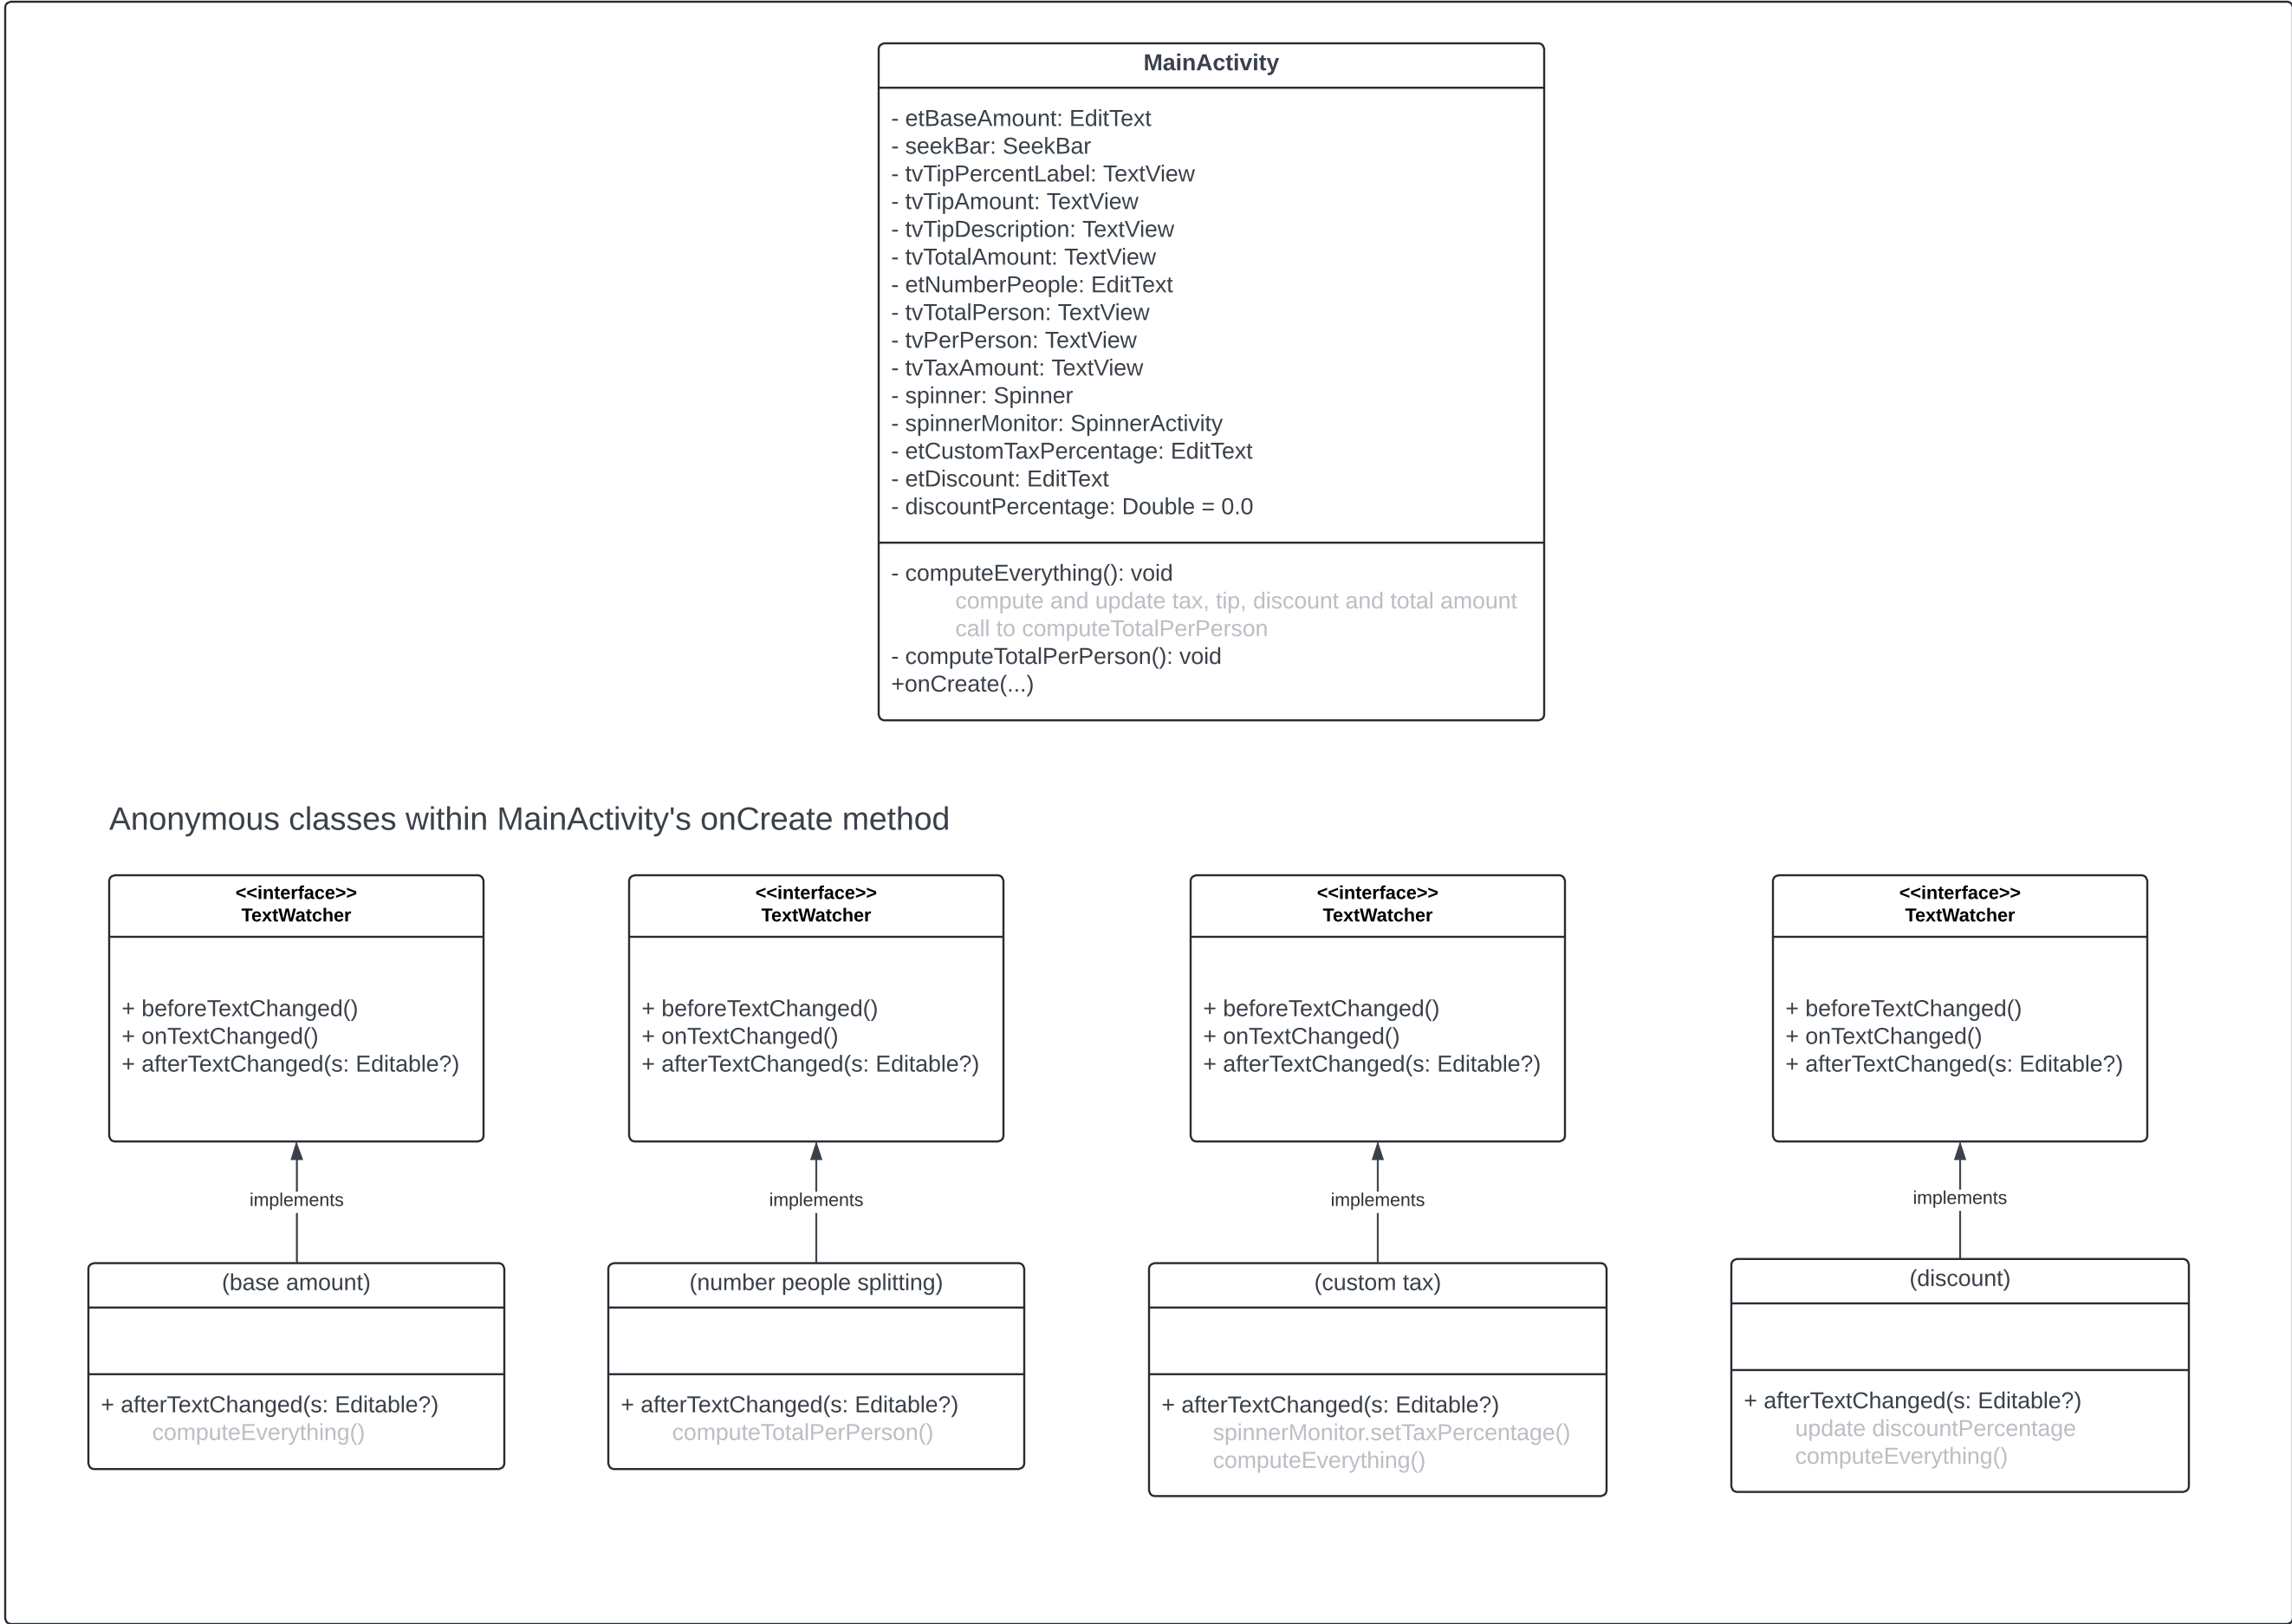 MainActivity
- etBaseAmount: EditText
- seekBar: SeekBar
- tvTipPercentLabel: TextView
- tvTipAmount: TextView
- tvTipDescription: TextView
- tvTotalAmount: TextView
- etNumberPeople: EditText
- tvTotalPerson: TextView
- tvPerPerson: TextView
- tvTaxAmount: TextView
- spinner: Spinner
- spinnerMonitor: SpinnerActivity
- etCustomTaxPercentage: EditText
- etDiscount: EditText
- discountPercentage: Double = 0.0
- computeEverything(): void
compute and update tax, tip, discount and total amount
call to computeTotalPerPerson
- computeTotalPerPerson(): void
+onCreate(...)
Anonymous classes within MainActivity's onCreate method
<<interface>>
TextWatcher
+ beforeTextChanged()
+ onTextChanged()
+ afterTextChanged(s: Editable?)
implements
(base amount)
+ afterTextChanged(s: Editable?)
computeEverything()
<<interface>>
TextWatcher
+ beforeTextChanged()
+ onTextChanged()
+ afterTextChanged(s: Editable?)
implements
(number people splitting)
+ afterTextChanged(s: Editable?)
computeTotalPerPerson()
<<interface>>
TextWatcher
+ beforeTextChanged()
+ onTextChanged()
+ afterTextChanged(s: Editable?)
implements
(custom tax)
+ afterTextChanged(s: Editable?)
spinnerMonitor.setTaxPercentage()
computeEverything()
<<interface>>
TextWatcher
+ beforeTextChanged()
+ onTextChanged()
+ afterTextChanged(s: Editable?)
implements
(discount)
+ afterTextChanged(s: Editable?)
update discountPercentage
computeEverything()